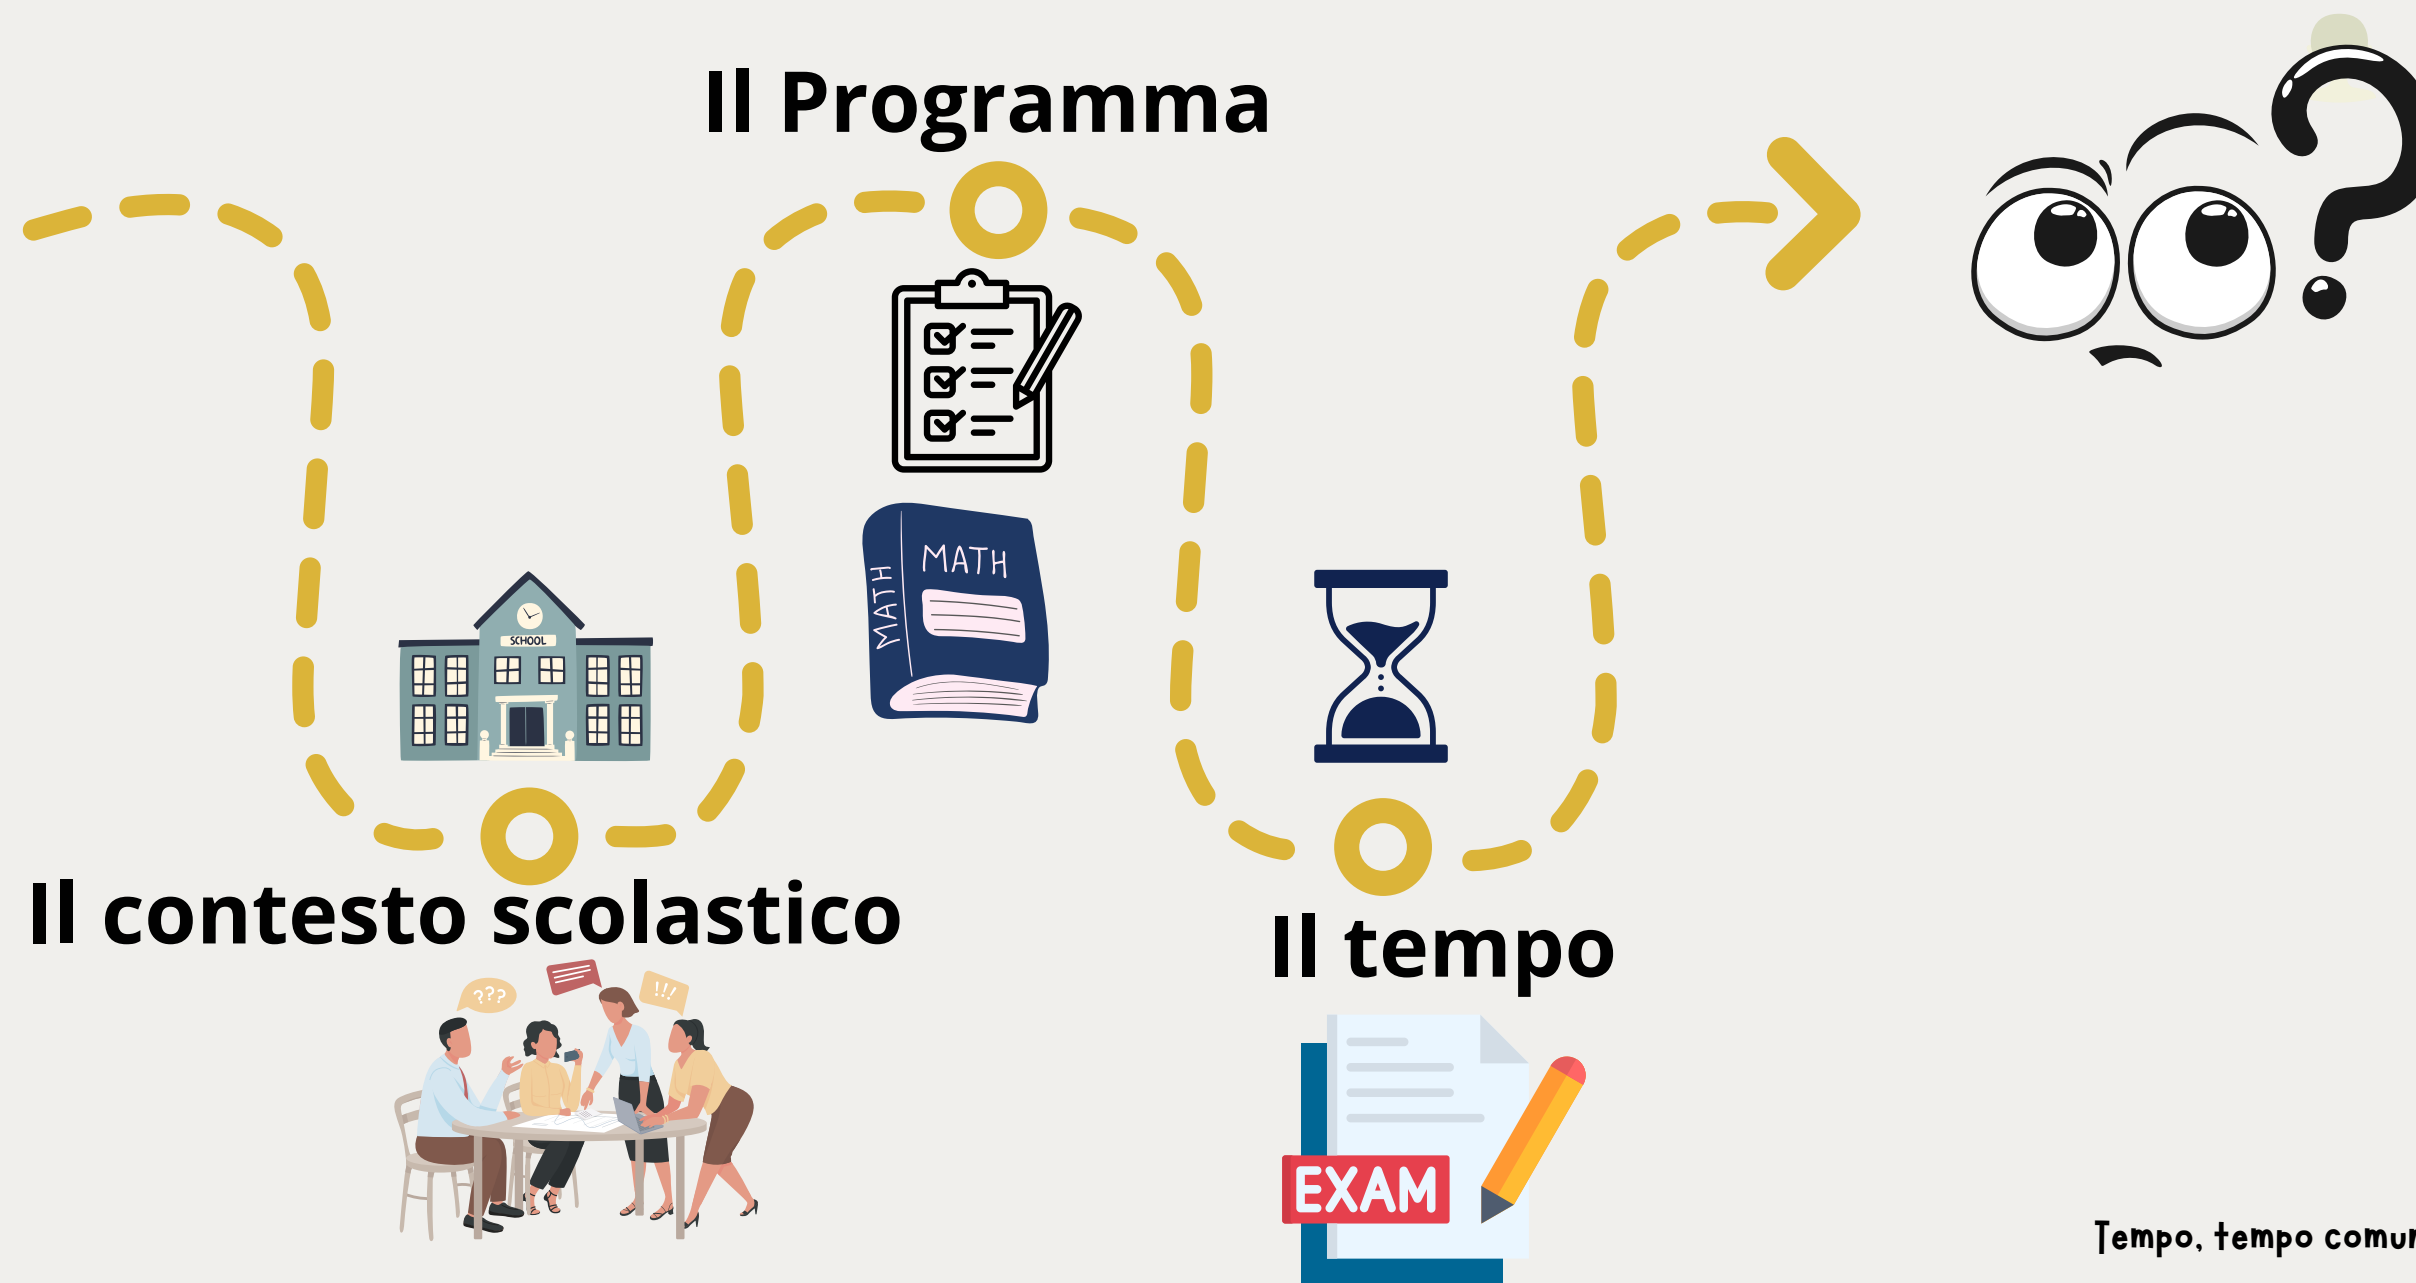 Il Programma
MATH
MATH
SCHOOL
Il contesto scolastico
Il tempo
???
!!!
EXAM
Tempo, tempo